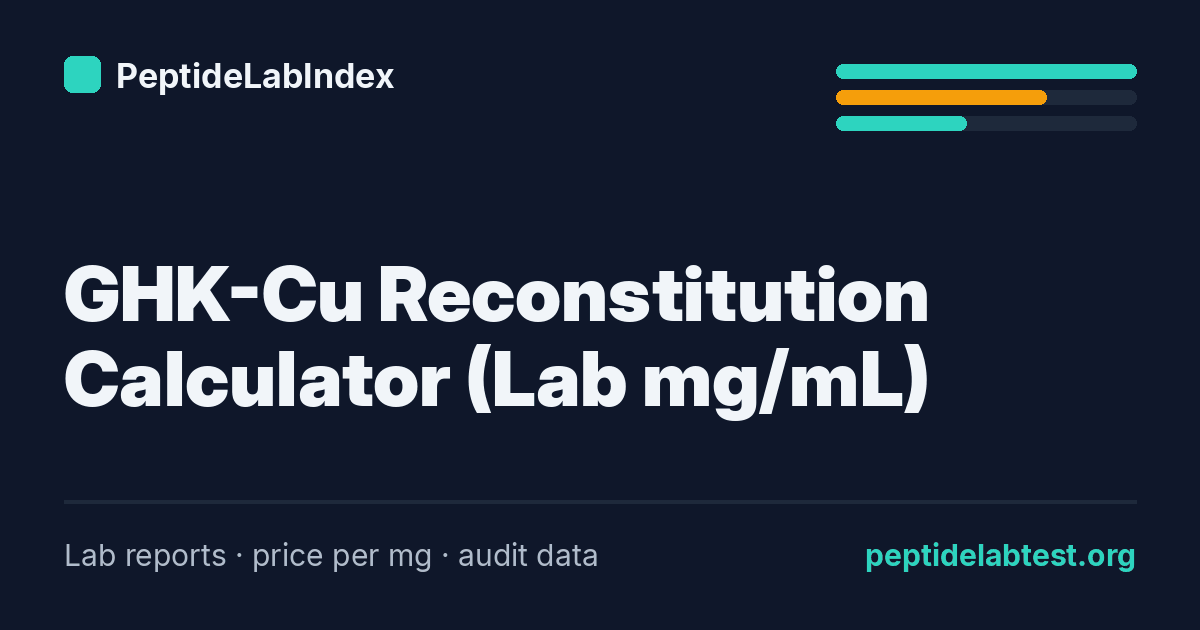 PeptideLabIndex
GHK-Cu Reconstitution
Calculator (Lab mg/mL)
Lab reports · price per mg · audit data
peptidelabtest.org